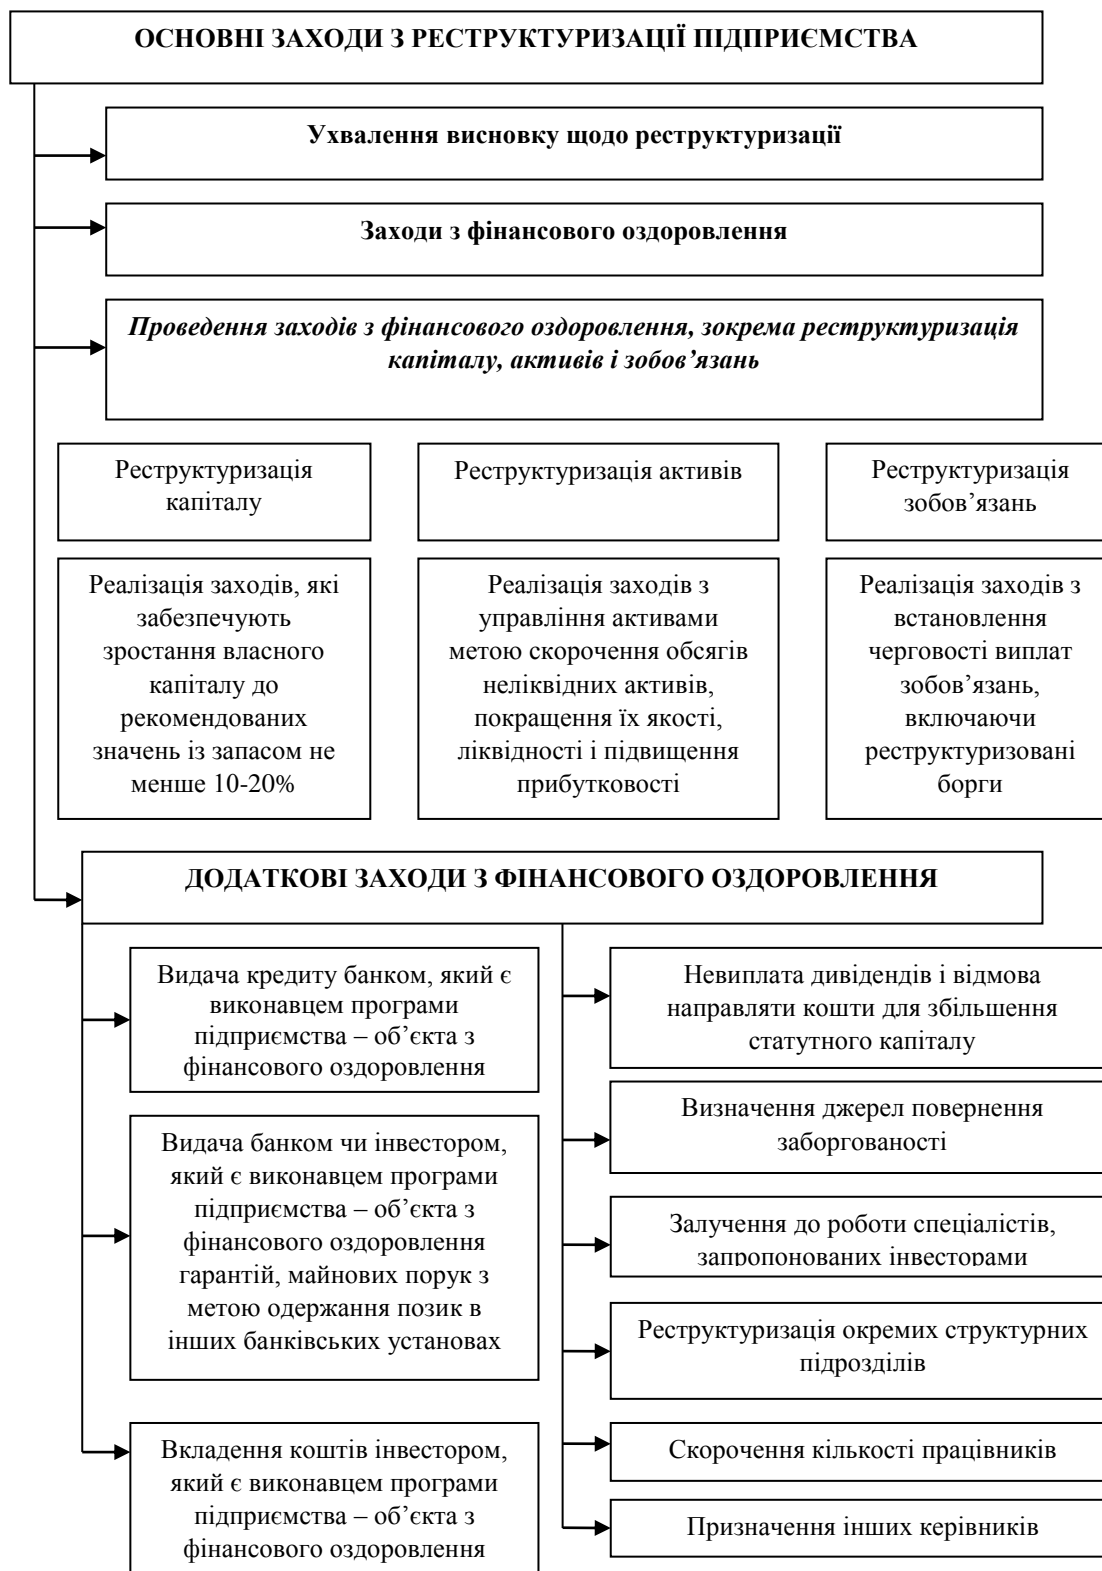 ОСНОВНІ ЗАХОДИ З РЕСТРУКТУРИЗАЦІЇ ПІДПРИЄМСТВА
Ухвалення висновку щодо реструктуризації
Заходи з фінансового оздоровлення
Проведення заходів з фінансового оздоровлення, зокрема реструктуризація
капіталу, активів і зобов’язань
Реструктуризація
капіталу
Реструктуризація активів
Реструктуризація
зобов’язань
Реалізація заходів, які
забезпечують
зростання власного
капіталу до
рекомендованих
значень із запасом не
менше 10-20%
Реалізація заходів з
управління активами
метою скорочення обсягів
неліквідних активів,
покращення їх якості,
ліквідності і підвищення
прибутковості
Реалізація заходів з
встановлення
черговості виплат
зобов’язань,
включаючи
реструктуризовані
борги
ДОДАТКОВІ ЗАХОДИ З ФІНАНСОВОГО ОЗДОРОВЛЕННЯ
Видача кредиту банком, який є
виконавцем програми
підприємства – об’єкта з
фінансового оздоровлення
Видача банком чи інвестором,
який є виконавцем програми
підприємства – об’єкта з
фінансового оздоровлення
гарантій, майнових порук з
метою одержання позик в
інших банківських установах
Вкладення коштів інвестором,
який є виконавцем програми
підприємства – об’єкта з
фінансового оздоровлення
Невиплата дивідендів і відмова
направляти кошти для збільшення
статутного капіталу
Визначення джерел повернення
заборгованості
Залучення до роботи спеціалістів,
запропонованих інвесторами
Реструктуризація окремих структурних
підрозділів
Скорочення кількості працівників
Призначення інших керівників